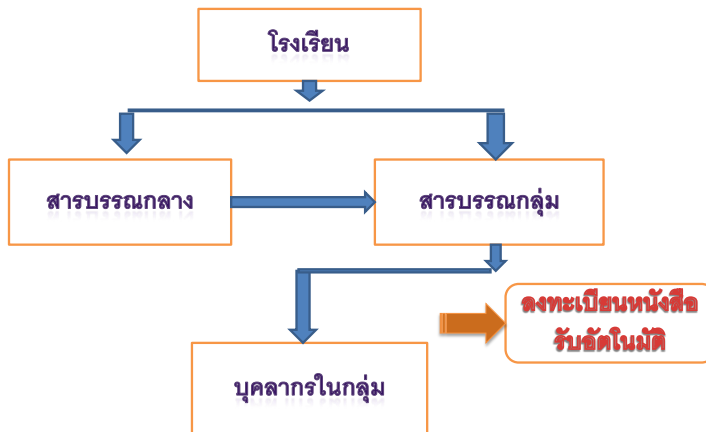 โรงเรียน
สารบรรณกลาง
สารบรรณกลุ่ม
ลงทะเบียนหนังสือ
รับอัตโนมัติ
บุคลากรในกลุ่ม